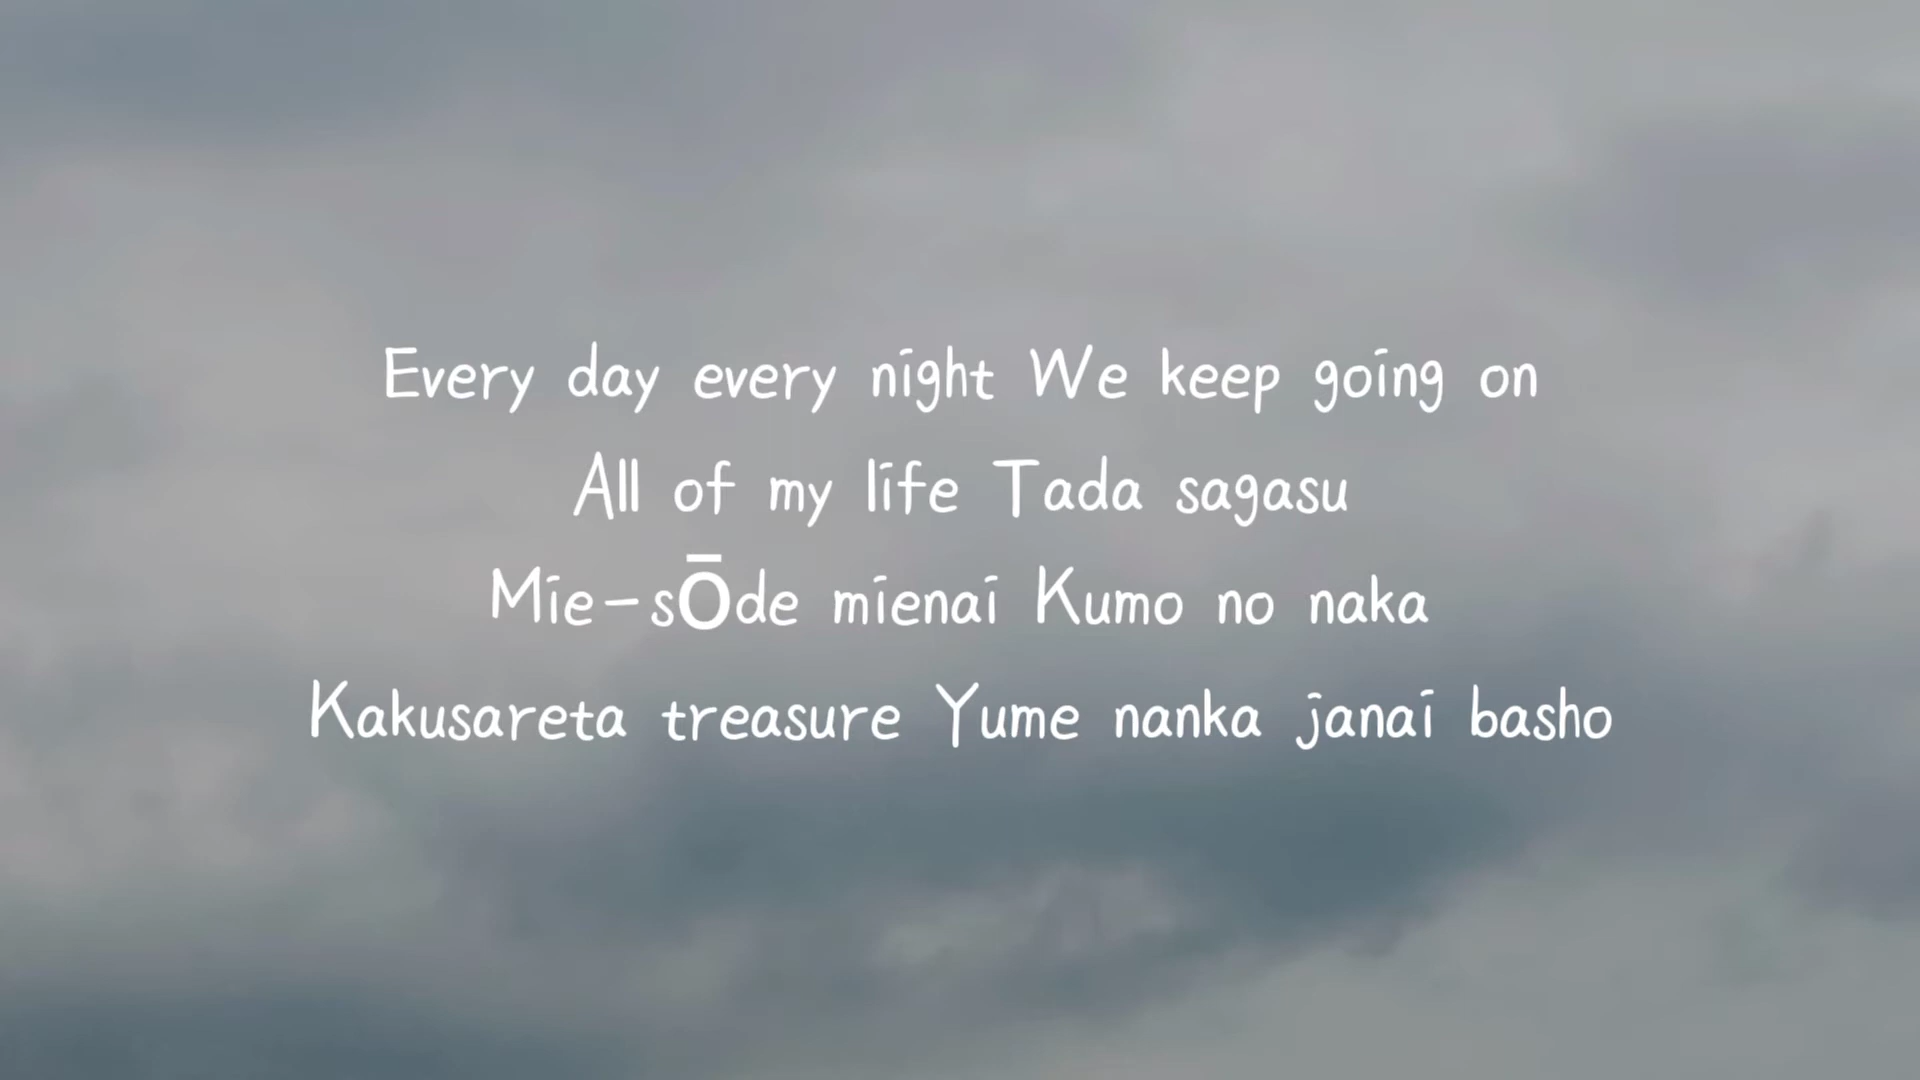 Every day every night We keep going on
All of my life Tada sagasu
Mie-sŌde mienai Kumo no naka
Kakusareta treasure Yume nanka janai basho